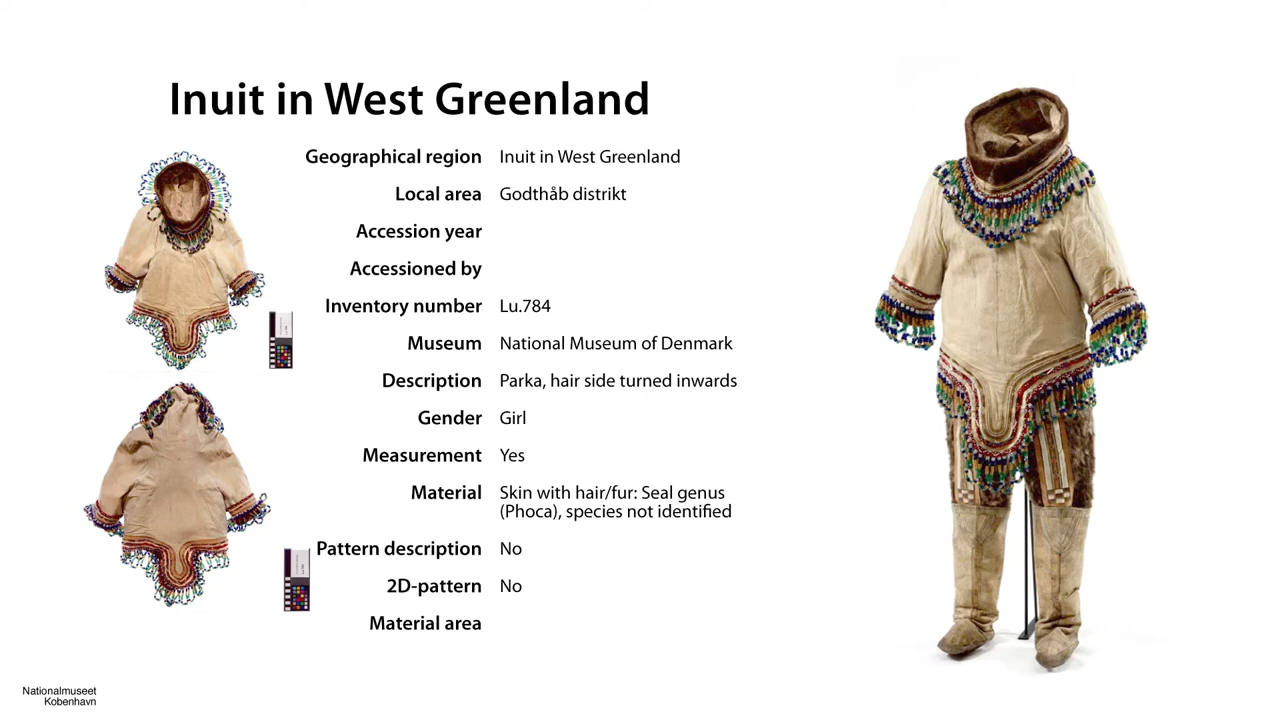 Inuit in West Greenland
Geographical region Inuit in West Greenland
Local area Godthåb distrikt
Accession year
Accessioned by
Inventory number Lu.784
Museum National Museum of Denmark
Description Parka, hair side turned inwards
Gender Girl
Measurement Yes
Material Skin with hair/fur: Seal genus
(Phoca), species not identified
Pattern description No
2D-pattern No
Material area
Nationalmuseet
Kobenhavn